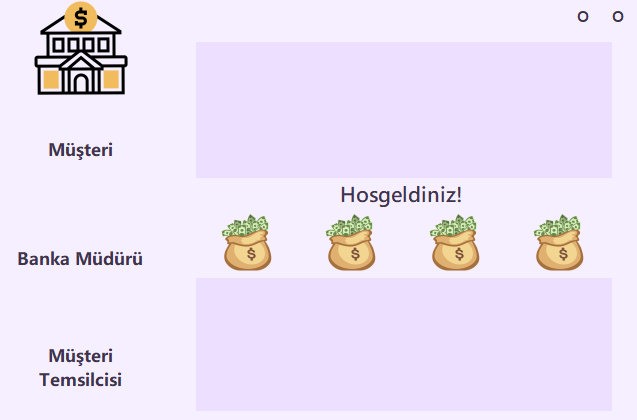 O O
Müşteri
Hosgeldiniz!
Banka Müdürü
Müşteri
Temsilcisi